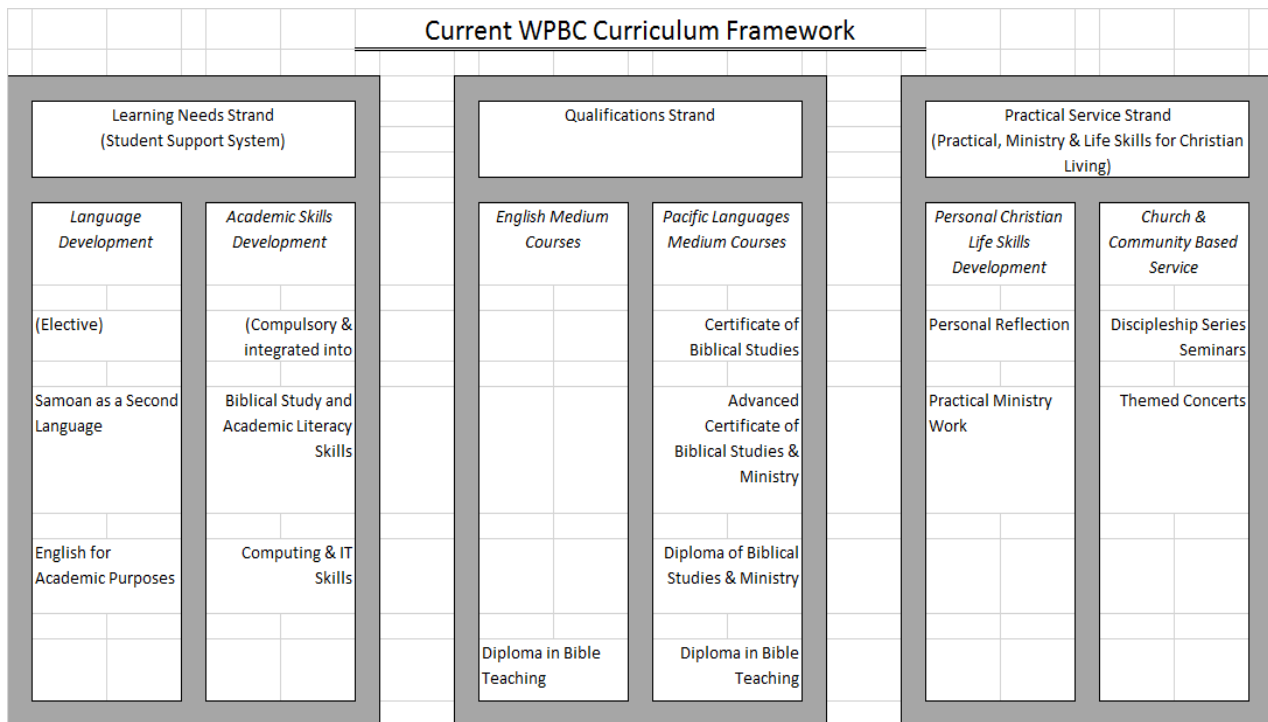 Current WPBC Curriculum Framework
Learning Needs Strand
(Student Support System)
Language
Development
(Elective)
Samoan as a Second
Language
English for
Academic Purposes
Academic Skills
Development
(Compulsory &
integrated into
Biblical Study and
Academic Literacy
Skills
Computing & IT
Skills
Qualifications Strand
English Medium
Courses
Diploma in Bible
Teaching
Pacific Languages
Medium Courses
Certificate of
Biblical Studies
Advanced
Certificate of
Biblical Studies &
Ministry
Diploma of Biblical
Studies & Ministry
Diploma in Bible
Teaching
Practical Service Strand
(Practical, Ministry & Life Skills for Christian
Living)
Personal Christian
Life Skills
Development
Personal Reflection
Practical Ministry
Work
Church &
Community Based
Service
Discipleship Series
Seminars
Themed Concerts